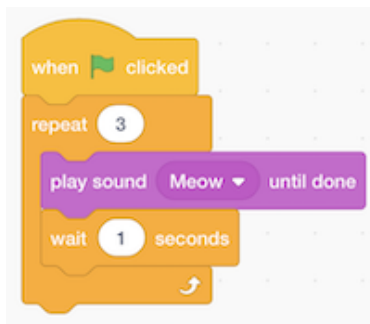 when clicked
repeat 3
play sound Meow until done
wait 1 seconds